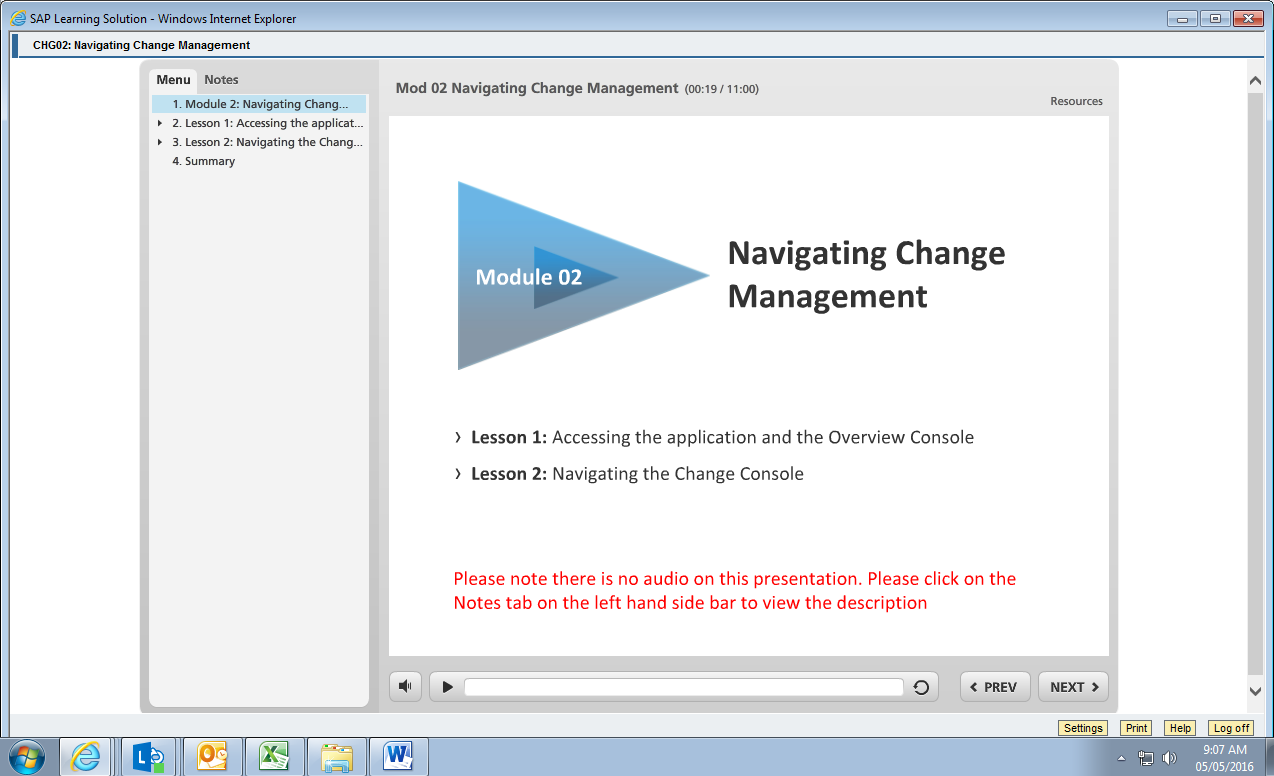 SAP Learning Solution - Windows Internet Explorer
CHG02: Navigating Change Management
Menu Notes
1. Module 2: Navigating Chang...
2. Lesson 1: Accessing the applicat...
3. Lesson 2: Navigating the Chang...
4. Summary
Mod 02 Navigating Change Management (00:19 / 11:00)
Resources
Module 02
Navigating Change
Management
› Lesson 1: Accessing the application and the Overview Console
› Lesson 2: Navigating the Change Console
Please note there is no audio on this presentation. Please click on the
Notes tab on the left hand side bar to view the description
PREV NEXT
Settings Print Help Log off
9:07 AM
05/05/2016